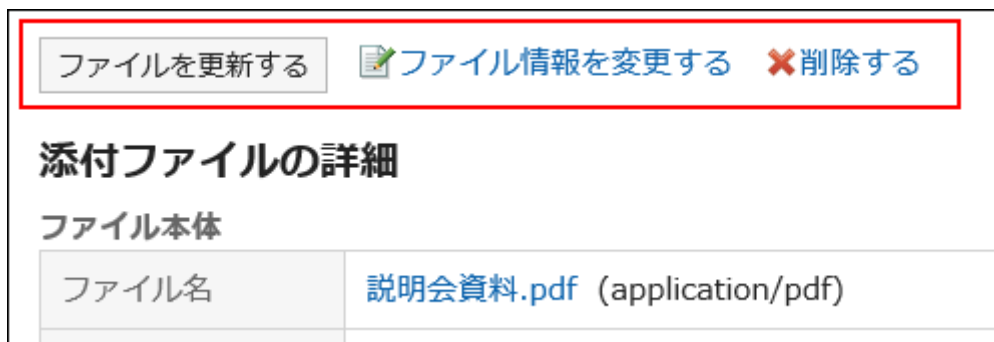 ファイルを更新する ファイル情報を変更する 削除する
添付ファイルの詳細
ファイル本体
ファイル名 説明会資料.pdf (application/pdf)